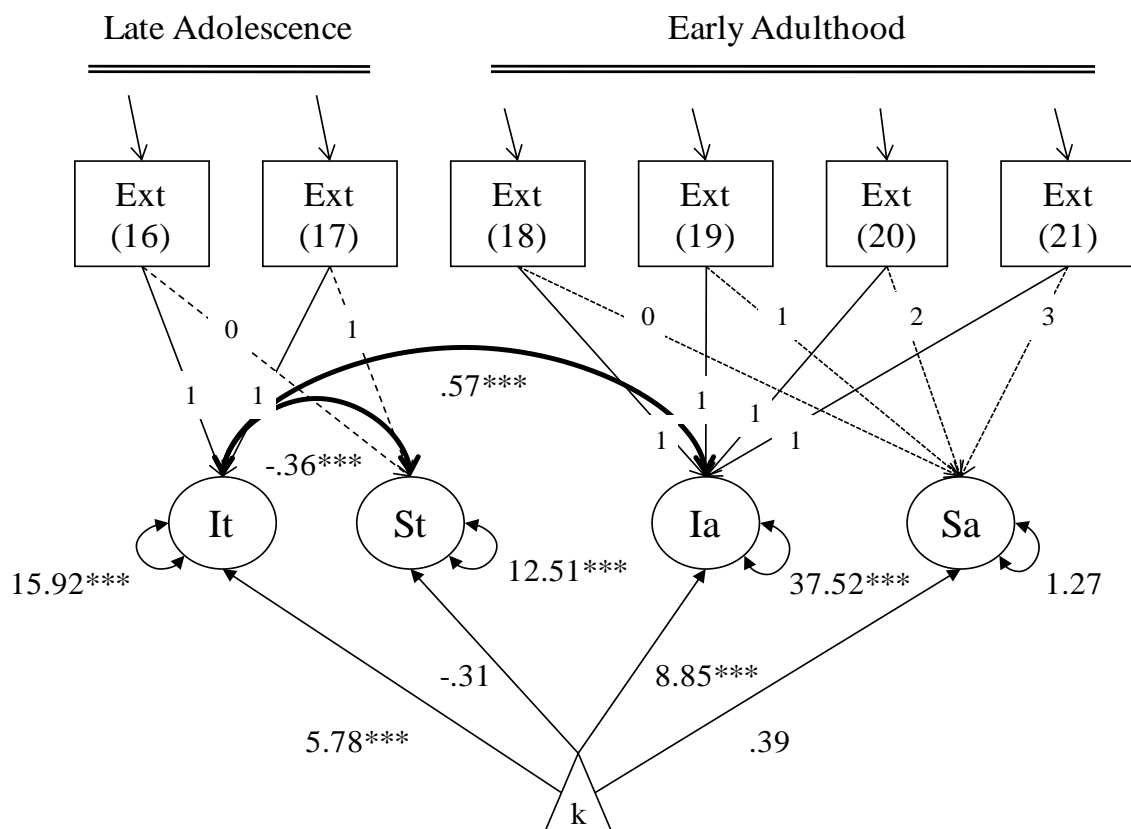 Late Adolescence
Early Adulthood
Ext
(16)
Ext
(17)
Ext
(18)
Ext
(19)
Ext
(20)
Ext
(21)
0
1
0
1
2
3
.57***
1
1
1
1
1
1
-.36***
It
St
Ia
Sa
15.92***
12.51***
37.52***
1.27
-.31
8.85***
5.78***
.39
k